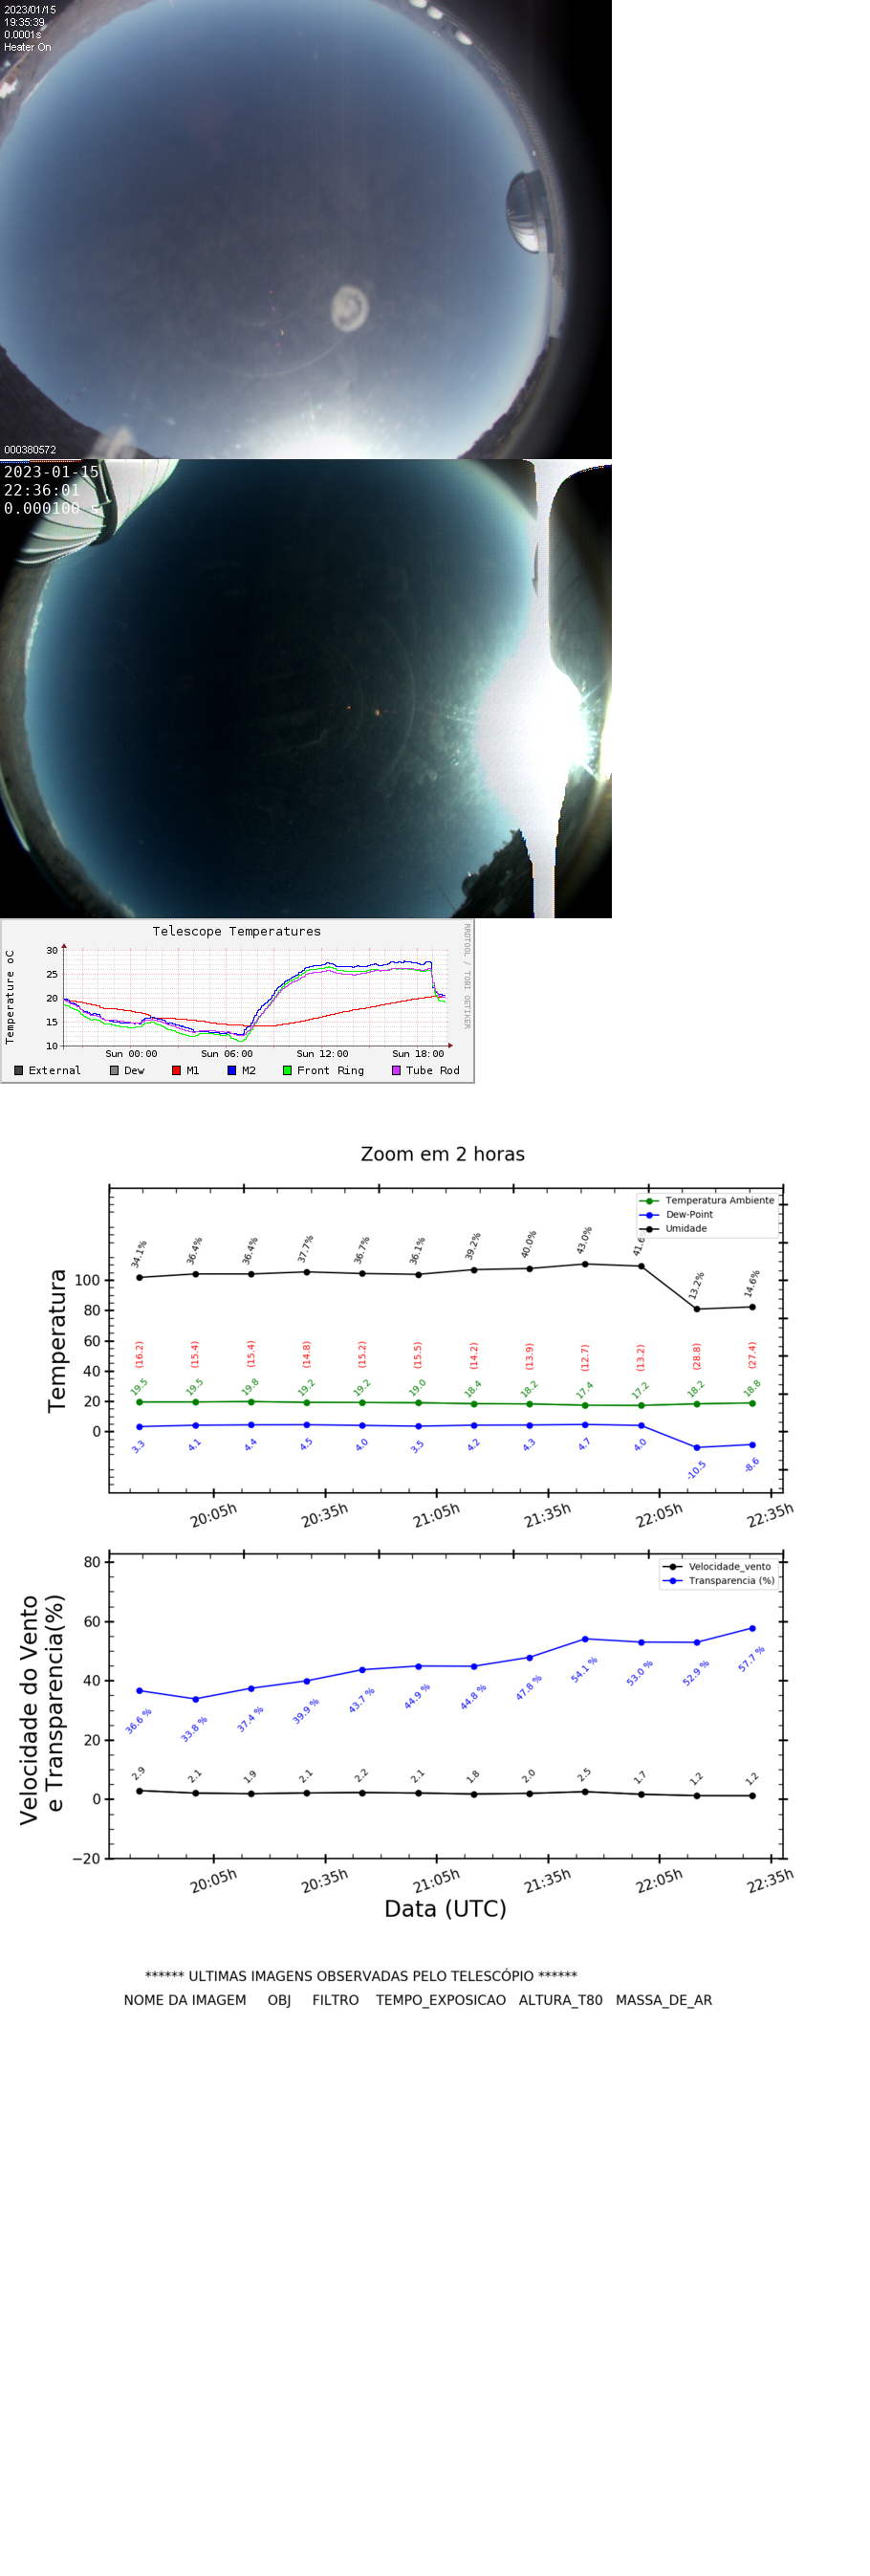 2023/01/15
19:35:39
0.0001s
Heater On
000380572
2023-01-15
22:36:01
0.000100 s
Telescope Temperatures
RRDTOOL / TOBI OETIKER
Temperature oC
30
25
20
15
10
Sun 00:00 Sun 06:00 Sun 12:00 Sun 18:00
External Dew M1 M2 Front Ring Tube Rod
Zoom em 2 horas
Temperatura Ambiente
Dew-Point
Umidade
Temperatura
100
80
60
40
20
0
34.1% 36.4% 36.4% 37.7% 36.7% 36.1% 39.2% 40.0% 43.0% 41.6 13.2% 14.6%
(16.2) (15.4) (15.4) (14.8) (15.2) (15.5) (14.2) (13.9) (12.7) (13.2) (28.8) (27.4)
19.5 19.5 19.8 19.2 19.2 19.0 18.4 18.2 17.4 17.2 18.2 18.8
3.3 4.1 4.4 4.5 4.0 3.5 4.2 4.3 4.7 4.0 -10.5 -8.6
20:05h 20:35h 21:05h 21:35h 22:05h 22:35h
Velocidade_vento
Transparencia (%)
Velocidade do Vento
e Transparencia(%)
80
60
40
20
0
−20
36.6 % 33.8 % 37.4 % 39.9 % 43.7 % 44.9 % 44.8 % 47.8 % 54.1 % 53.0 % 52.9 % 57.7 %
2.9 2.1 1.9 2.1 2.2 2.1 1.8 2.0 2.5 1.7 1.2 1.2
20:05h 20:35h 21:05h 21:35h 22:05h 22:35h
Data (UTC)
****** ULTIMAS IMAGENS OBSERVADAS PELO TELESCÓPIO ******
NOME DA IMAGEM OBJ FILTRO TEMPO_EXPOSICAO ALTURA_T80 MASSA_DE_AR